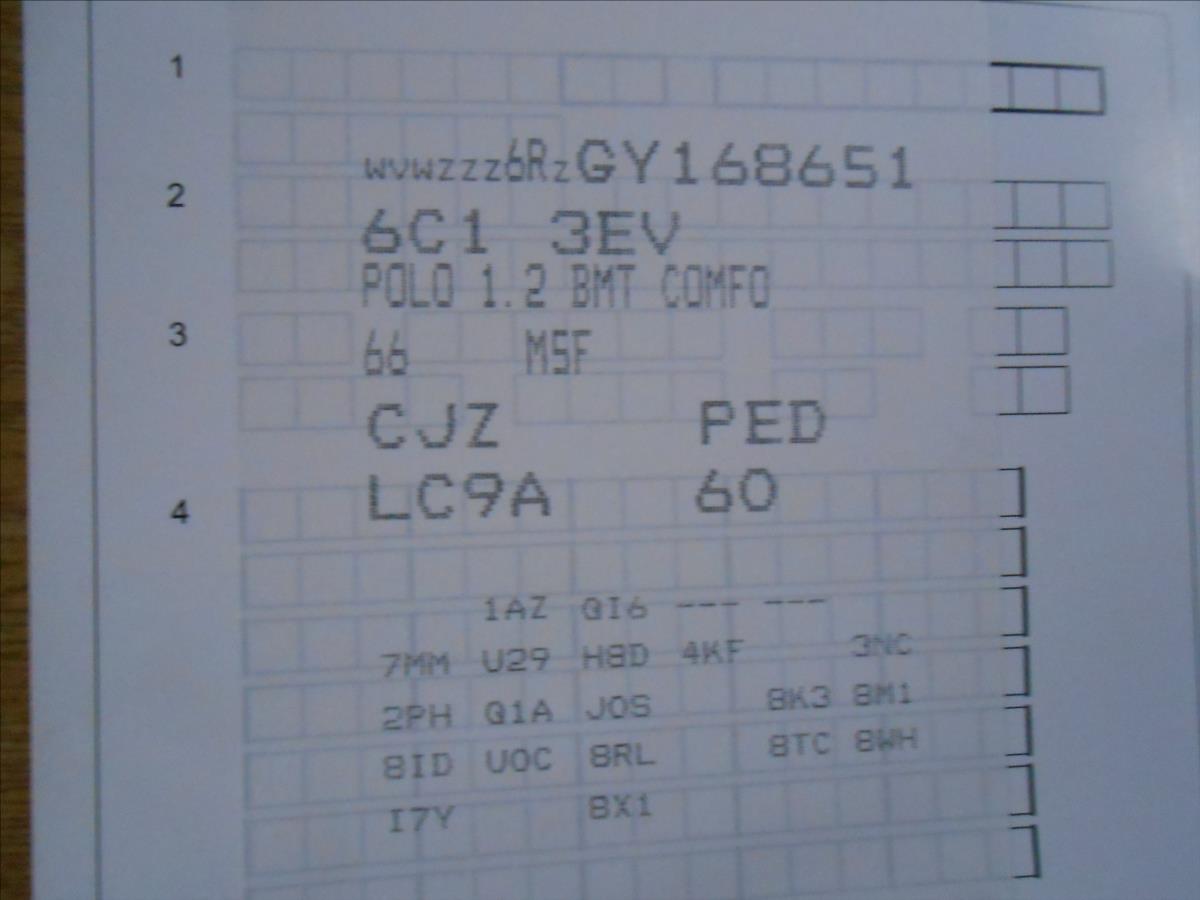 1
wvwzzz6RzGY168651
2
6C1 3EV
POLO 1.2 BMT COMFO
3
66 M5F
CJZ PED
4
LC9A 60
1AZ QI6 --- ---
7MM U29 H8D 4KF 3NC
2PH Q1A J0S 8K3 8M1
8ID U0C 8RL 8TC 8WH
I7Y 8X1